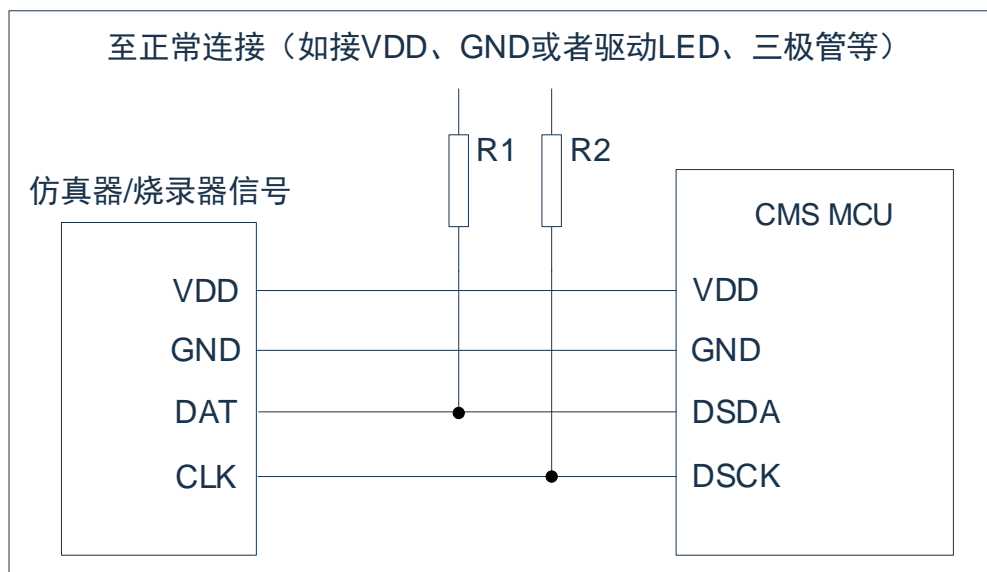 至正常连接（如接VDD、GND或者驱动LED、三极管等）
R1
R2
仿真器/烧录器信号
CMS MCU
VDD
VDD
GND
GND
DAT
DSDA
CLK
DSCK